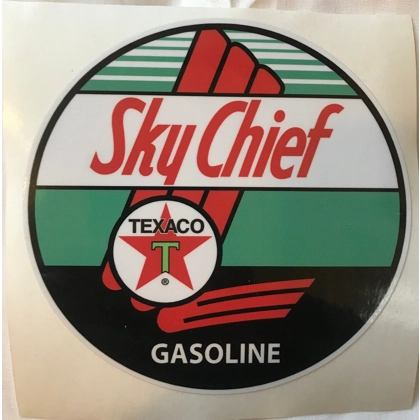 Sky Chief
TEXACO
T
®
GASOLINE